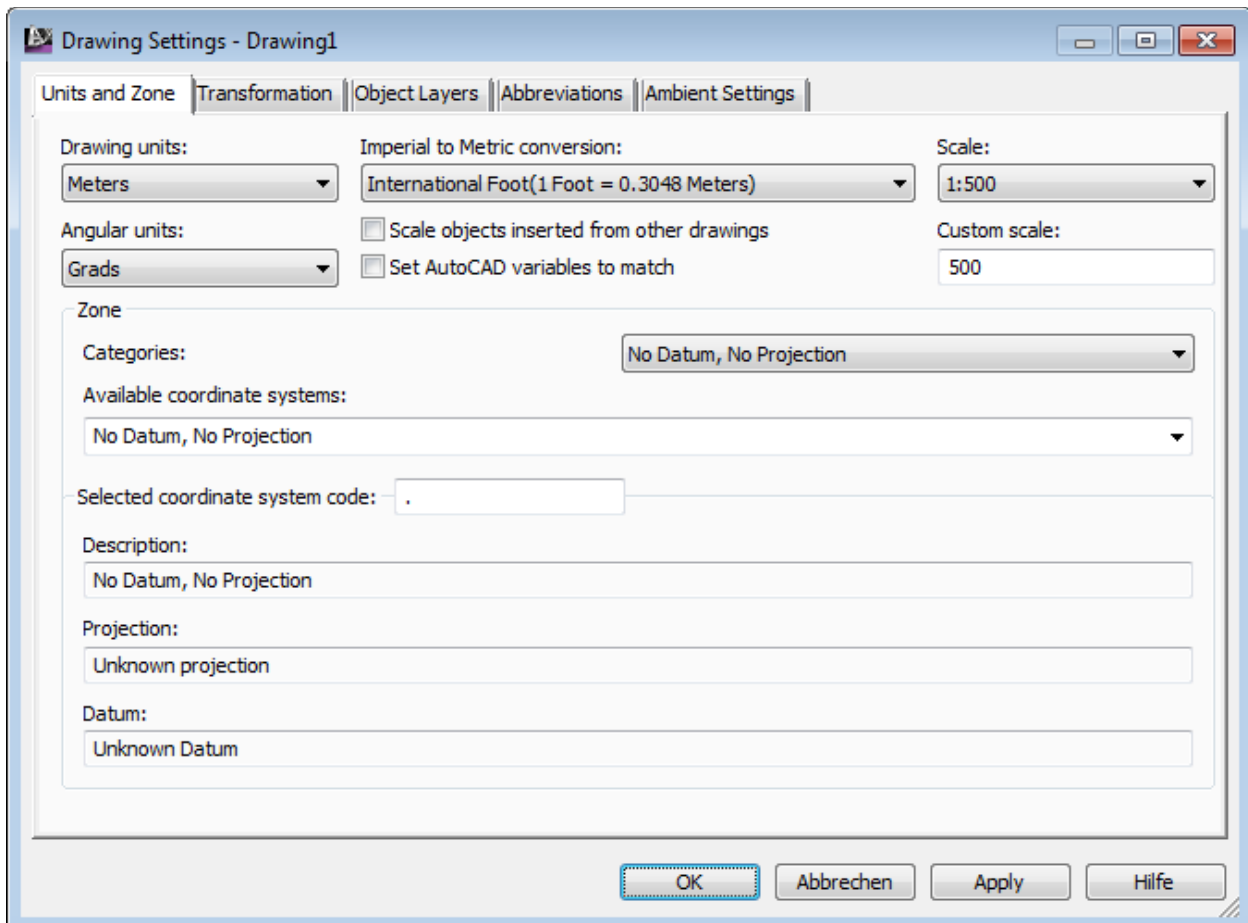 Drawing Settings - Drawing1
Units and Zone Transformation Object Layers Abbreviations Ambient Settings
Drawing units: Imperial to Metric conversion: Scale:
Meters International Foot(1 Foot = 0.3048 Meters) 1:500
Angular units: Scale objects inserted from other drawings Custom scale:
Grads Set AutoCAD variables to match 500
Zone
Categories: No Datum, No Projection
Available coordinate systems:
No Datum, No Projection
Selected coordinate system code: .
Description:
No Datum, No Projection
Projection:
Unknown projection
Datum:
Unknown Datum
OK Abbrechen Apply Hilfe